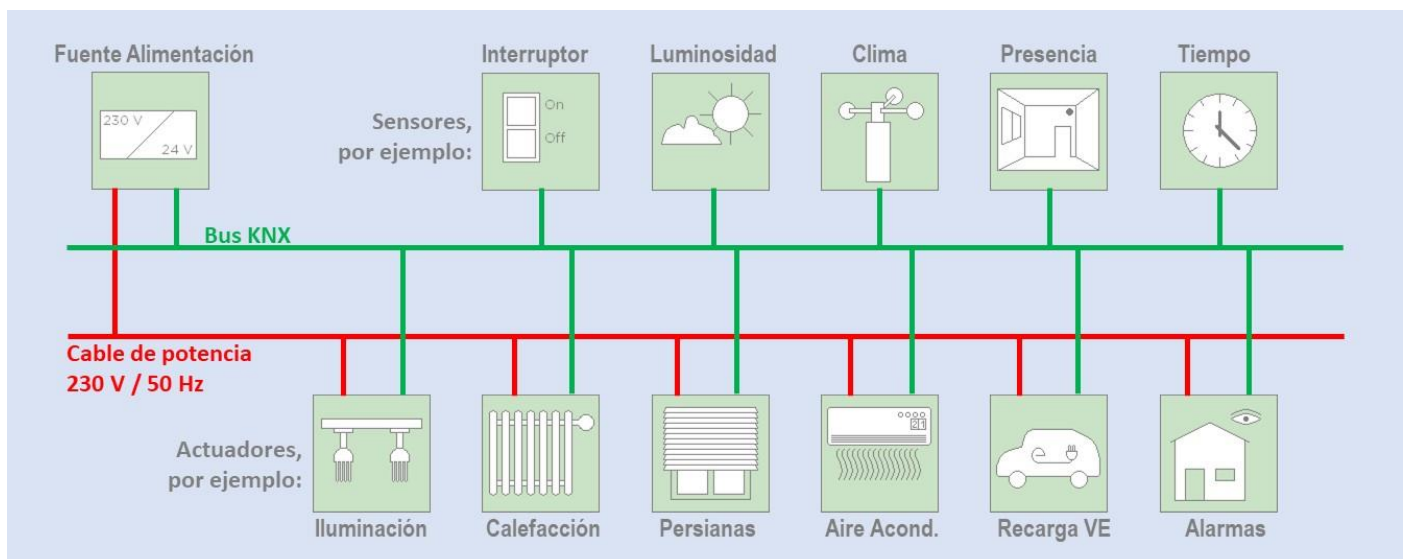 Fuente Alimentación
Interruptor
Luminosidad
Clima
Presencia
Tiempo
230 V
24 V
Sensores,
por ejemplo:
On
Off
Bus KNX
Cable de potencia
230 V / 50 Hz
Actuadores,
por ejemplo:
21
Iluminación
Calefacción
Persianas
Aire Acond.
Recarga VE
Alarmas